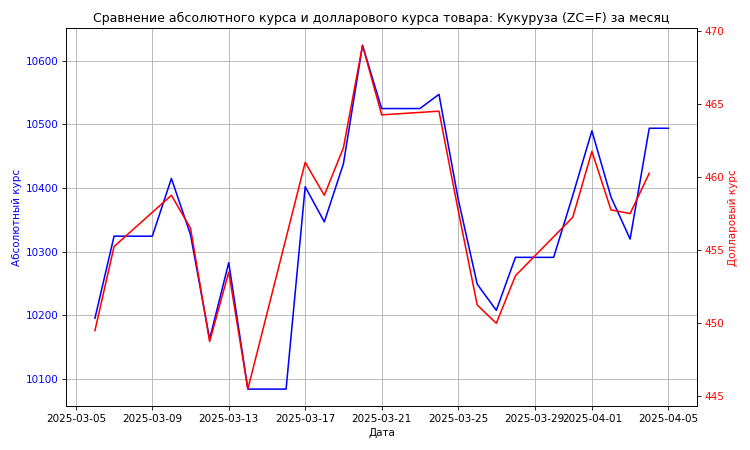 Сравнение абсолютного курса и долларового курса товара: Кукуруза (ZC=F) за месяц
Абсолютный курс
10600
10500
10400
10300
10200
10100
470
465
460
455
450
445
Долларовый курс
2025-03-05 2025-03-09 2025-03-13 2025-03-17 2025-03-21 2025-03-25 2025-03-29 2025-04-01 2025-04-05
Дата